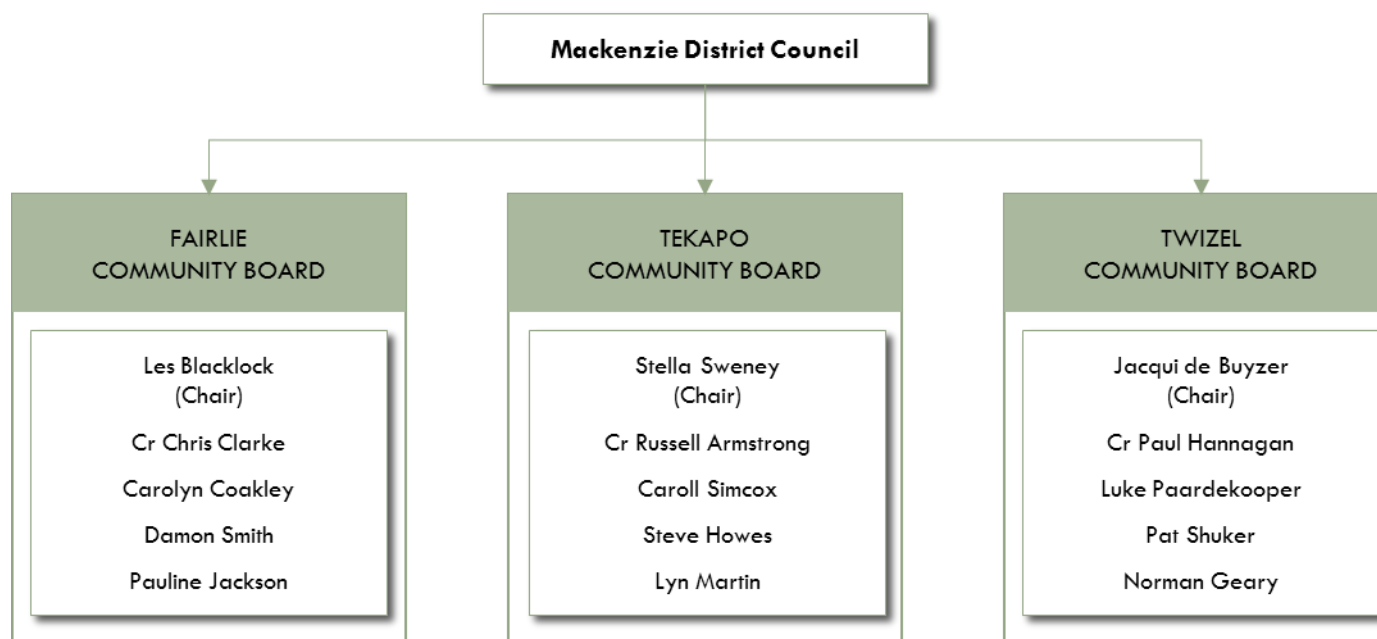 Mackenzie District Council
FAIRLIE
COMMUNITY BOARD
Les Blacklock
(Chair)
Cr Chris Clarke
Carolyn Coakley
Damon Smith
Pauline Jackson
TEKAPO
COMMUNITY BOARD
Stella Sweney
(Chair)
Cr Russell Armstrong
Caroll Simcox
Steve Howes
Lyn Martin
TWIZEL
COMMUNITY BOARD
Jacqui de Buyzer
(Chair)
Cr Paul Hannagan
Luke Paardekooper
Pat Shuker
Norman Geary